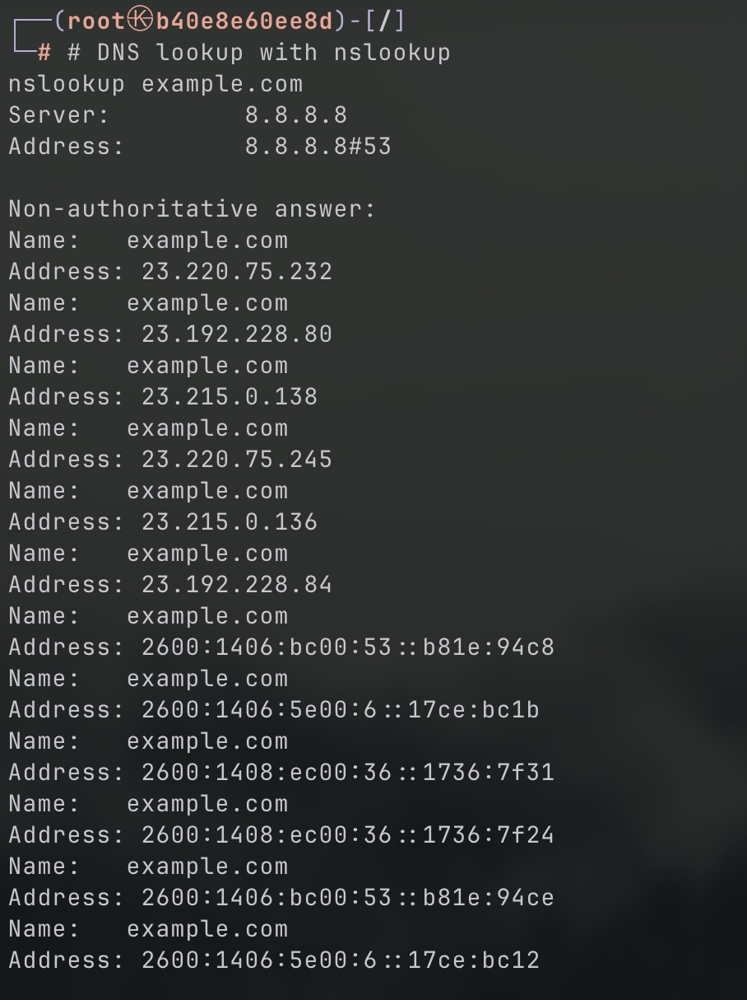 ┌──(root㉿b40e8e60ee8d)-[/]
└─# # DNS lookup with nslookup
nslookup example.com
Server:         8.8.8.8
Address:        8.8.8.8#53

Non-authoritative answer:
Name:   example.com
Address: 23.220.75.232
Name:   example.com
Address: 23.192.228.80
Name:   example.com
Address: 23.215.0.138
Name:   example.com
Address: 23.220.75.245
Name:   example.com
Address: 23.215.0.136
Name:   example.com
Address: 23.192.228.84
Name:   example.com
Address: 2600:1406:bc00:53::b81e:94c8
Name:   example.com
Address: 2600:1406:5e00:6::17ce:bc1b
Name:   example.com
Address: 2600:1408:ec00:36::1736:7f31
Name:   example.com
Address: 2600:1408:ec00:36::1736:7f24
Name:   example.com
Address: 2600:1406:bc00:53::b81e:94ce
Name:   example.com
Address: 2600:1406:5e00:6::17ce:bc12